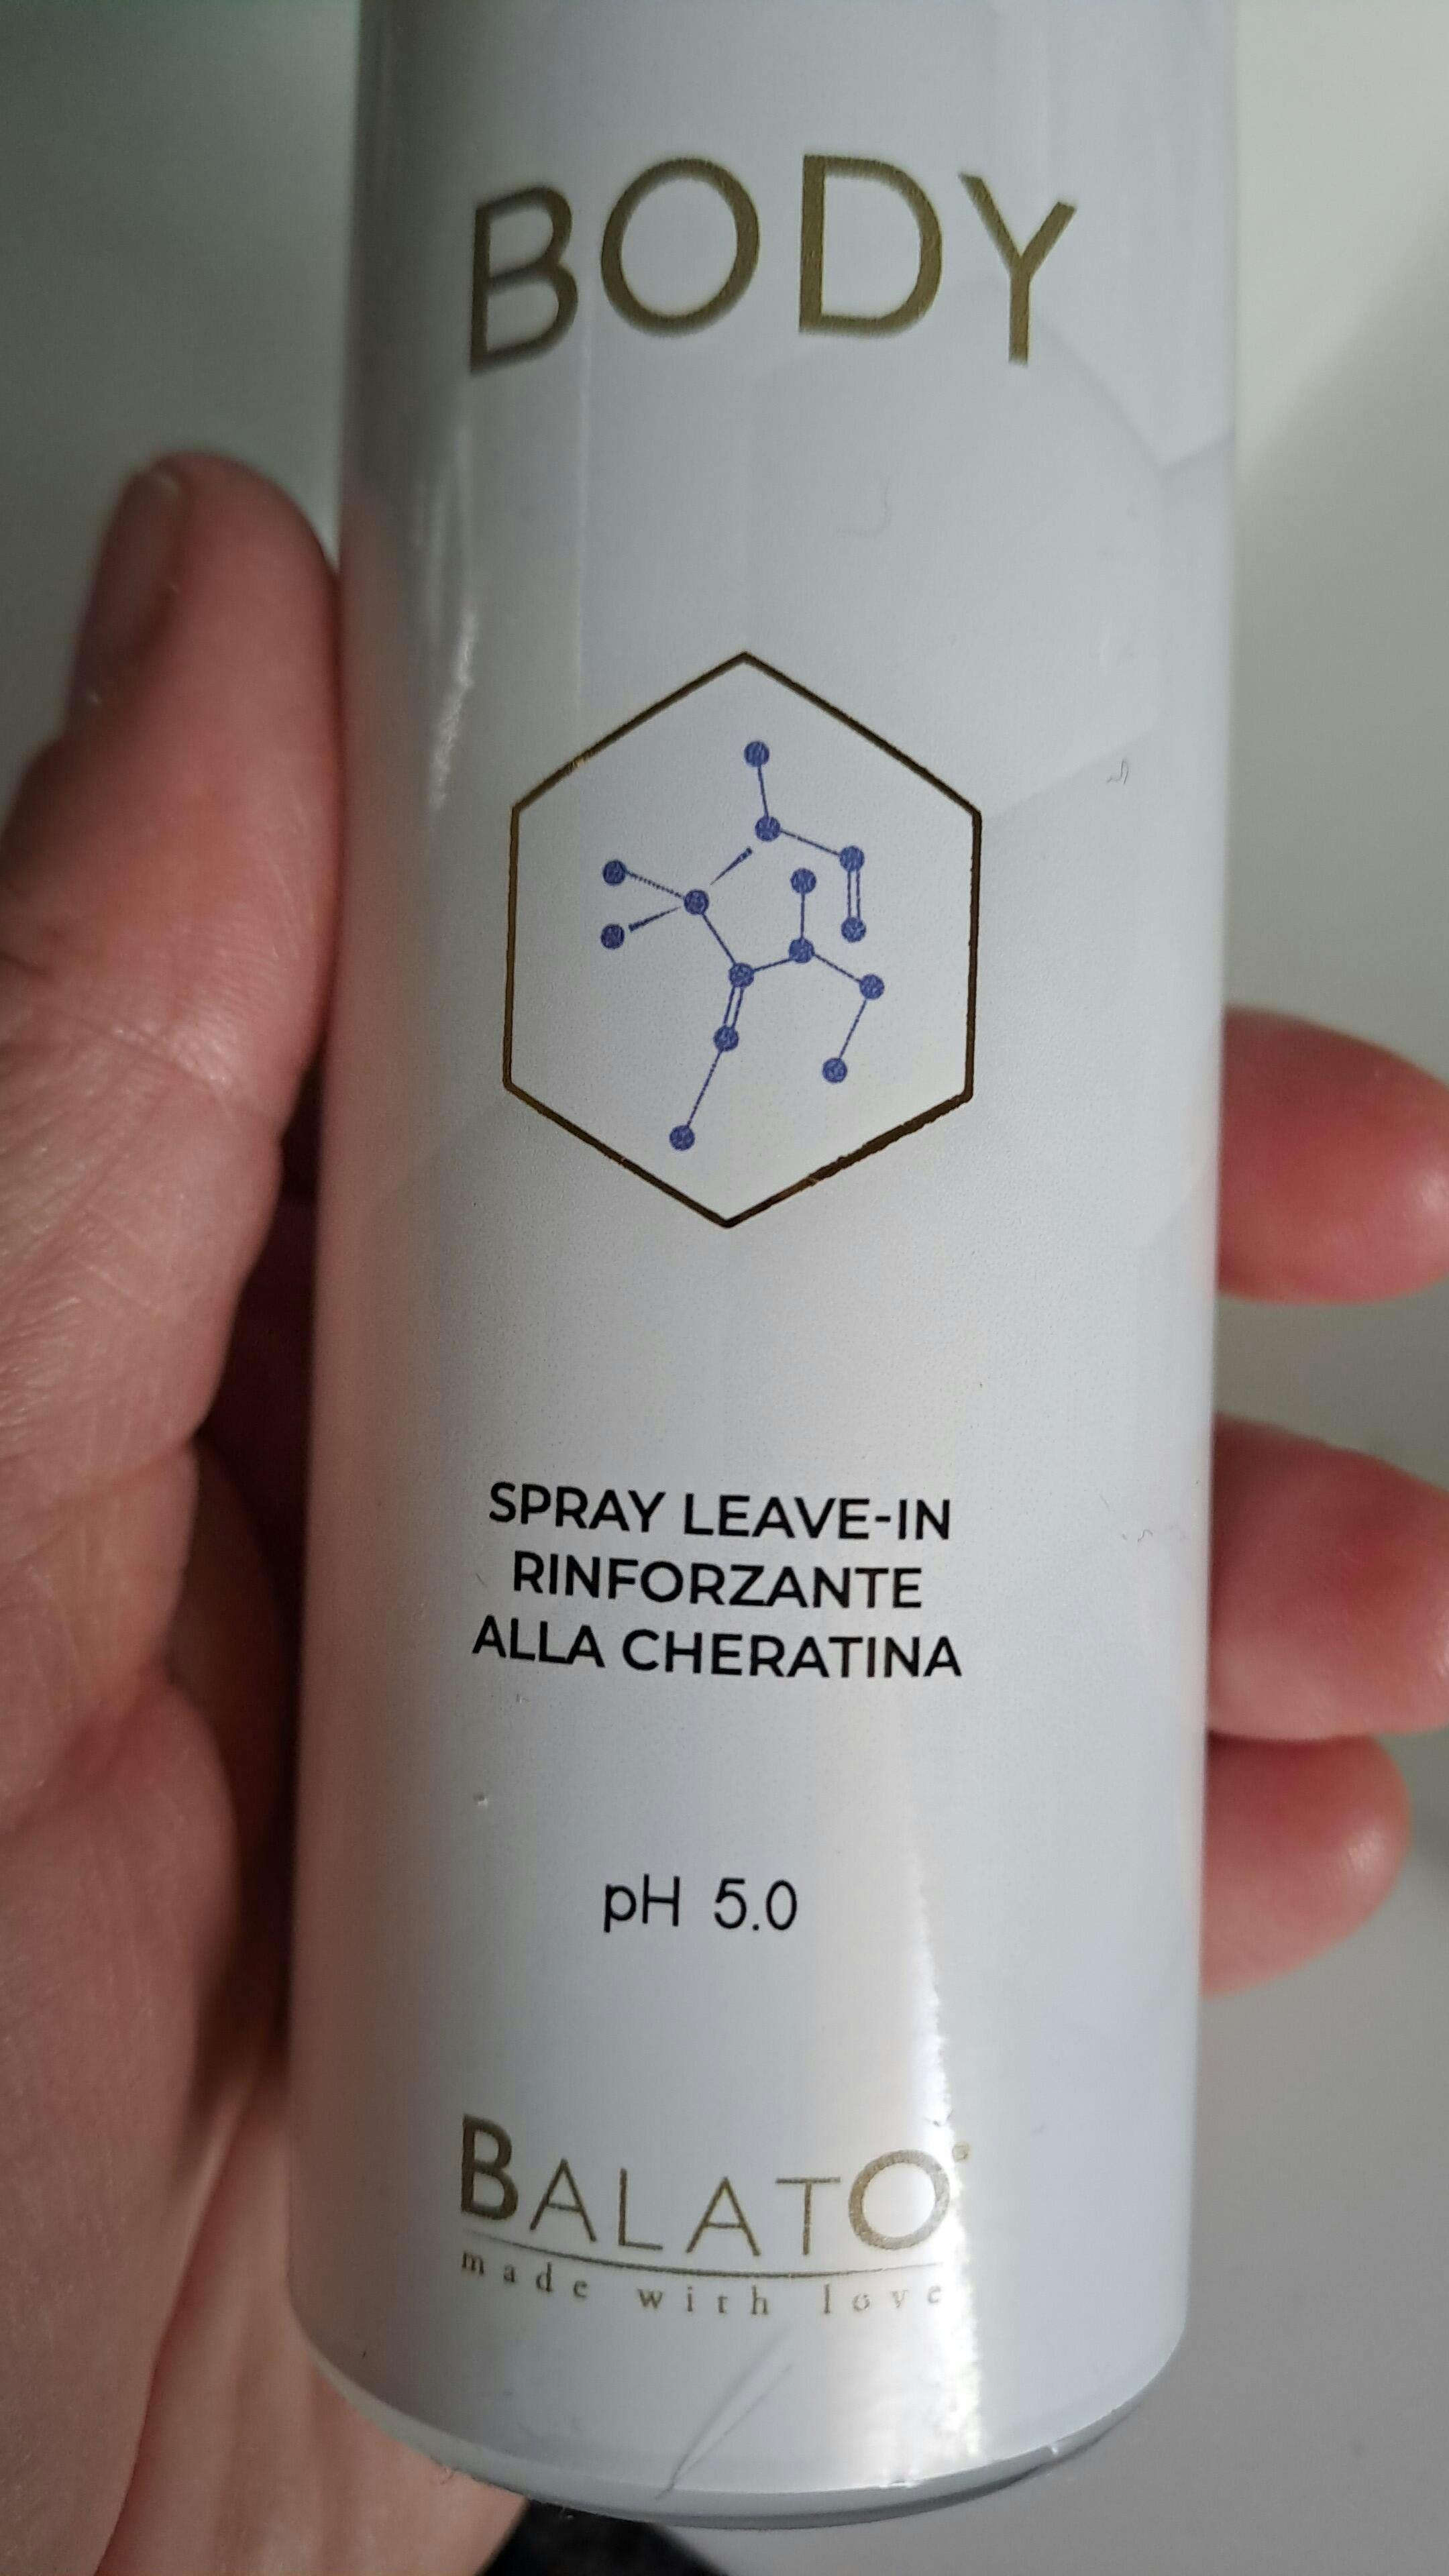 BODY
SPRAY LEAVE-IN
RINFORZANTE
ALLA CHERATINA
pH 5.0
BALATO®
made with love